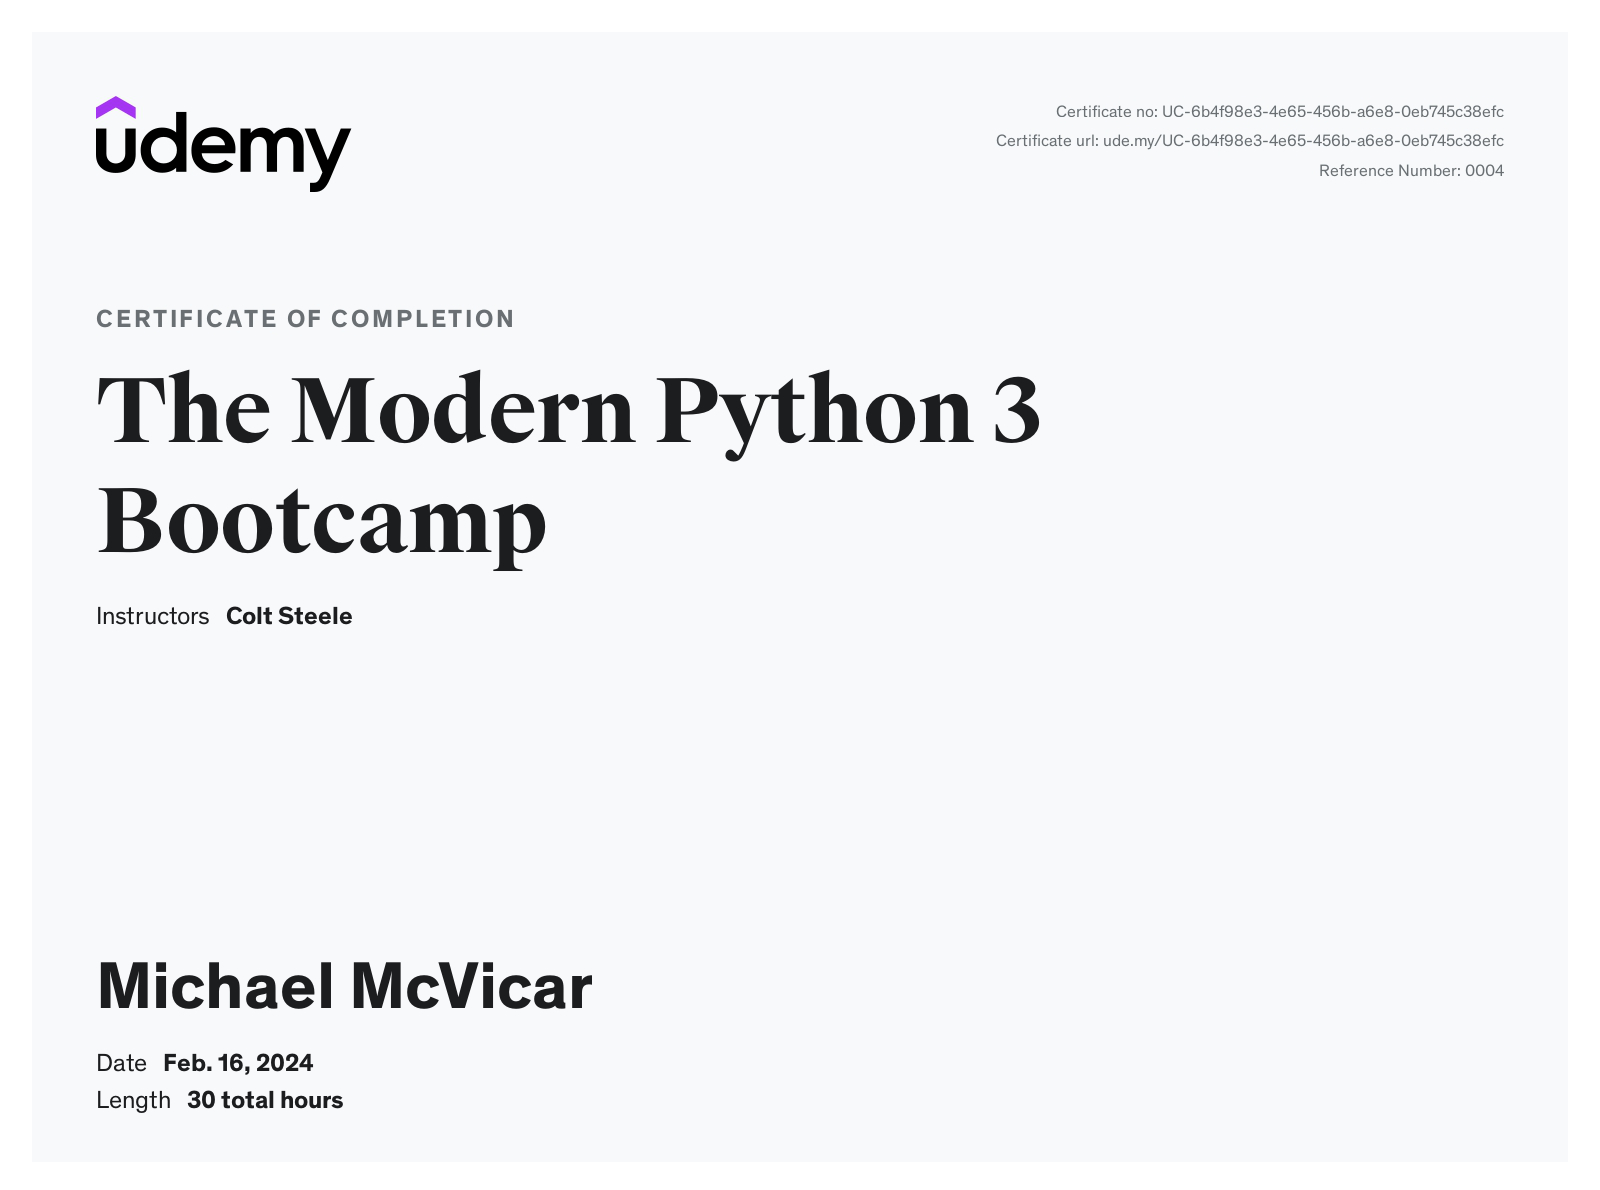 udemy
Certificate no: UC-6b4f98e3-4e65-456b-a6e8-0eb745c38efc
Certificate url: ude.my/UC-6b4f98e3-4e65-456b-a6e8-0eb745c38efc
Reference Number: 0004
CERTIFICATE OF COMPLETION
The Modern Python 3
Bootcamp
Instructors Colt Steele
Michael McVicar
Date Feb. 16, 2024
Length 30 total hours